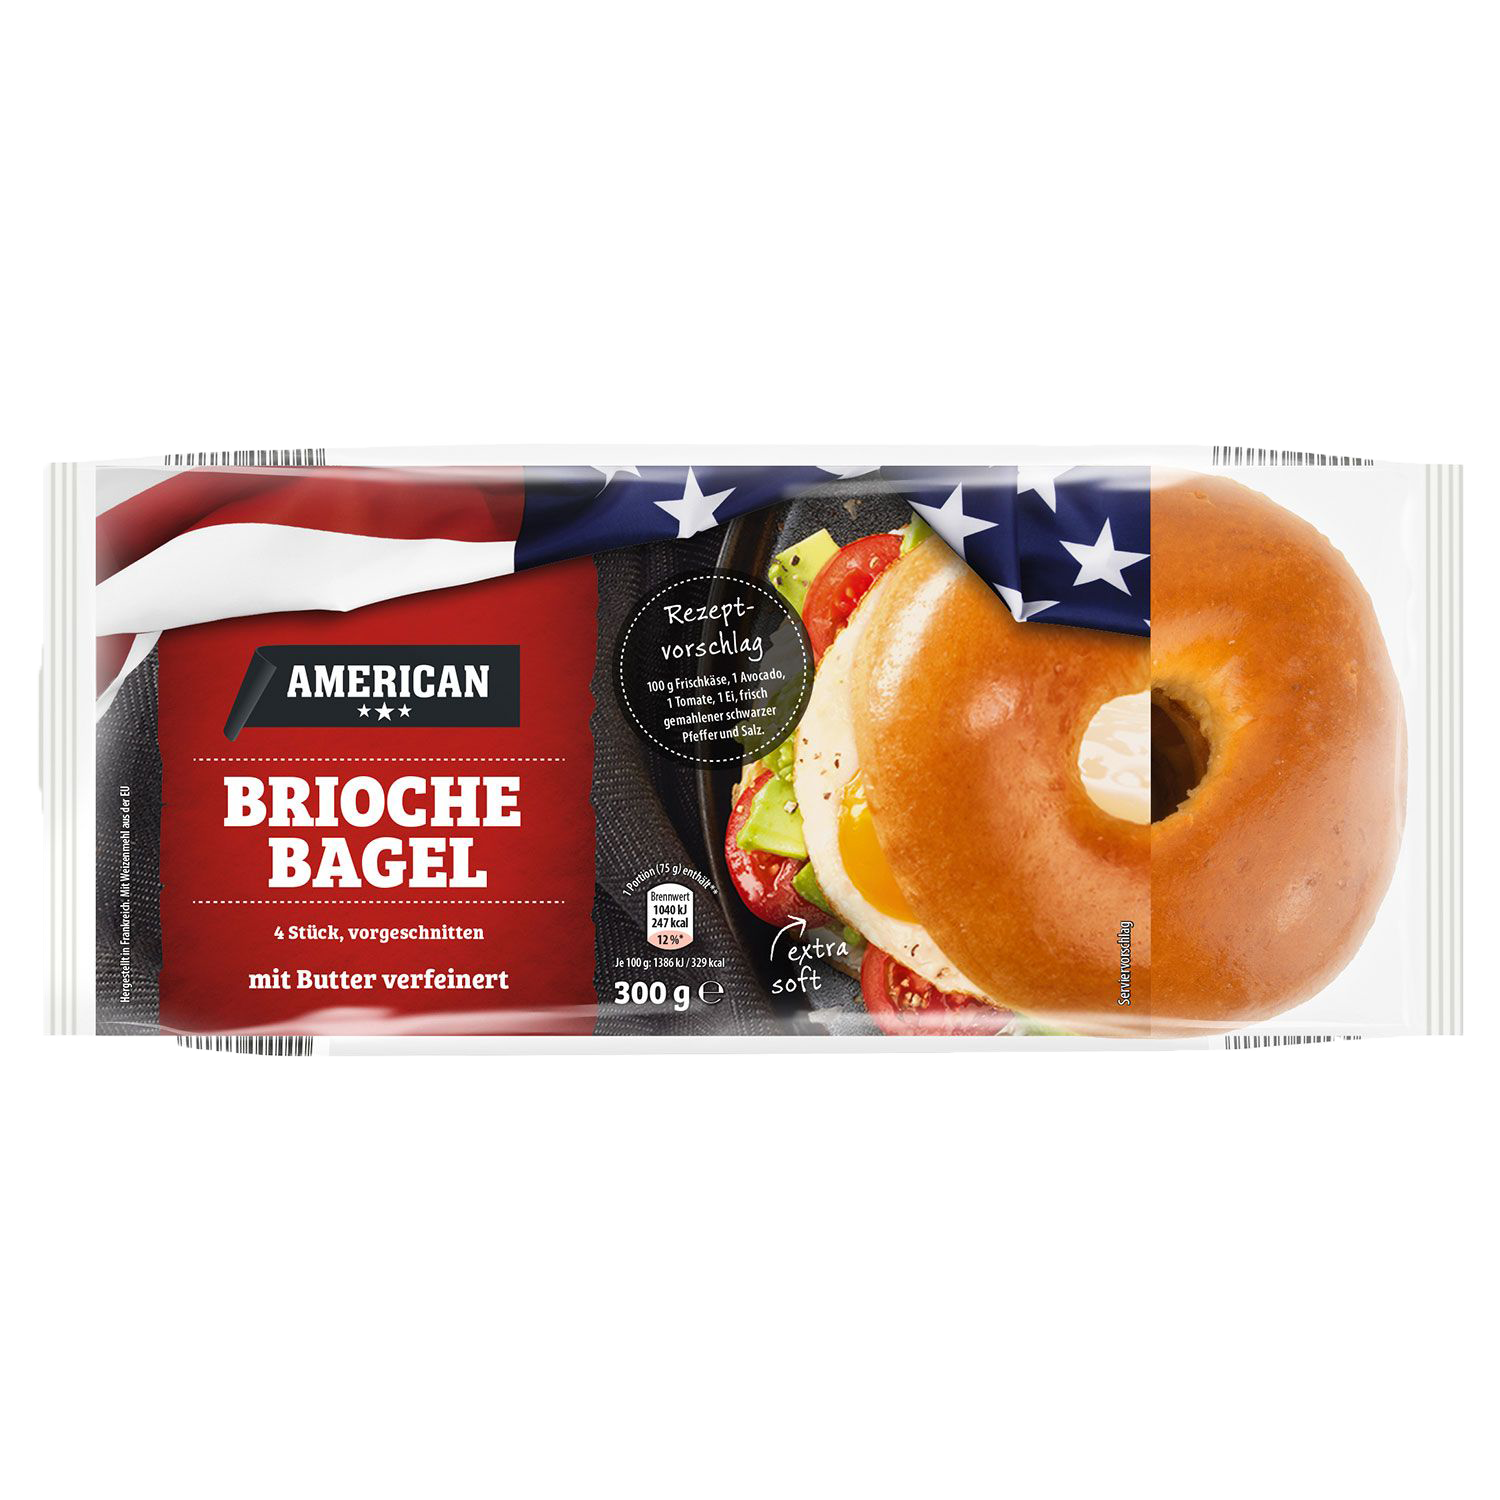 AMERICAN
BRIOCHE
BAGEL
4 Stück, vorgeschnitten
mit Butter verfeinert
Hergestellt in Frankreich. Mit Weizenmehl aus der EU
Rezept-
vorschlag
100 g Frischkäse, 1 Avocado,
1 Tomate, 1 Ei, frisch
gemahlener schwarzer
Pfeffer und Salz.
1 Portion (75 g) enthält**
Brennwert
1040 kJ
247 kcal
12 %*
Je 100 g: 1386 kJ / 329 kcal
300 g ℮
extra
soft
Serviervorschlag